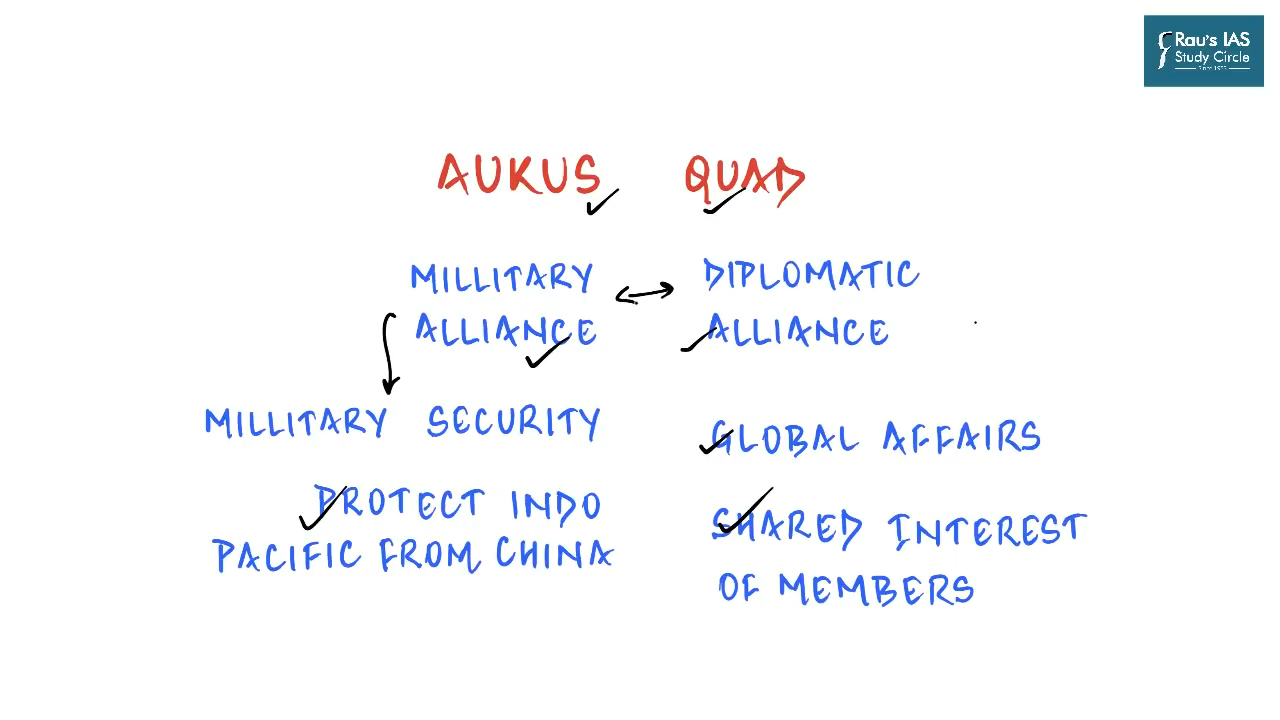 Rau's IAS
Study Circle
AUKUS QUAD
MILLITARY DIPLOMATIC
ALLIANCE ALLIANCE
MILLITARY SECURITY
GLOBAL AFFAIRS
PROTECT INDO
PACIFIC FROM CHINA
SHARED INTEREST
OF MEMBERS